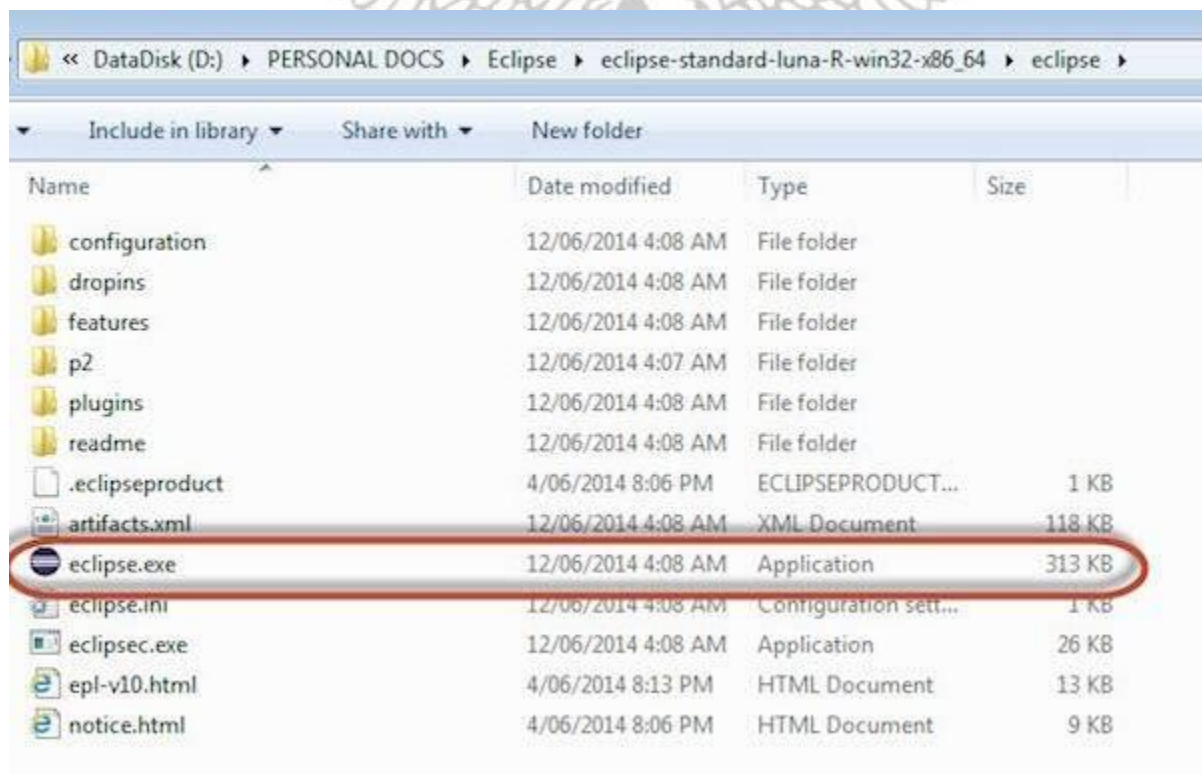 « DataDisk (D:) ▸ PERSONAL DOCS ▸ Eclipse ▸ eclipse-standard-luna-R-win32-x86_64 ▸ eclipse ▸
Include in library ▾ Share with ▾ New folder
Name Date modified Type Size
configuration 12/06/2014 4:08 AM File folder
dropins 12/06/2014 4:08 AM File folder
features 12/06/2014 4:08 AM File folder
p2 12/06/2014 4:07 AM File folder
plugins 12/06/2014 4:08 AM File folder
readme 12/06/2014 4:08 AM File folder
.eclipseproduct 4/06/2014 8:06 PM ECLIPSEPRODUCT... 1 KB
artifacts.xml 12/06/2014 4:08 AM XML Document 118 KB
eclipse.exe 12/06/2014 4:08 AM Application 313 KB
eclipse.ini 12/06/2014 4:08 AM Configuration sett... 1 KB
eclipsec.exe 12/06/2014 4:08 AM Application 26 KB
epl-v10.html 4/06/2014 8:13 PM HTML Document 13 KB
notice.html 4/06/2014 8:06 PM HTML Document 9 KB